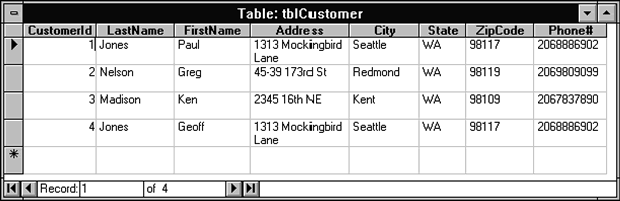 Table: tblCustomer
CustomerId LastName FirstName Address City State ZipCode Phone#
1 Jones Paul 1313 Mockingbird Seattle WA 98117 2068886902
Lane
2 Nelson Greg 45-39 173rd St Redmond WA 98119 2069809099
3 Madison Ken 2345 16th NE Kent WA 98109 2067837890
4 Jones Geoff 1313 Mockingbird Seattle WA 98117 2068886902
Lane
Record: 1 of 4